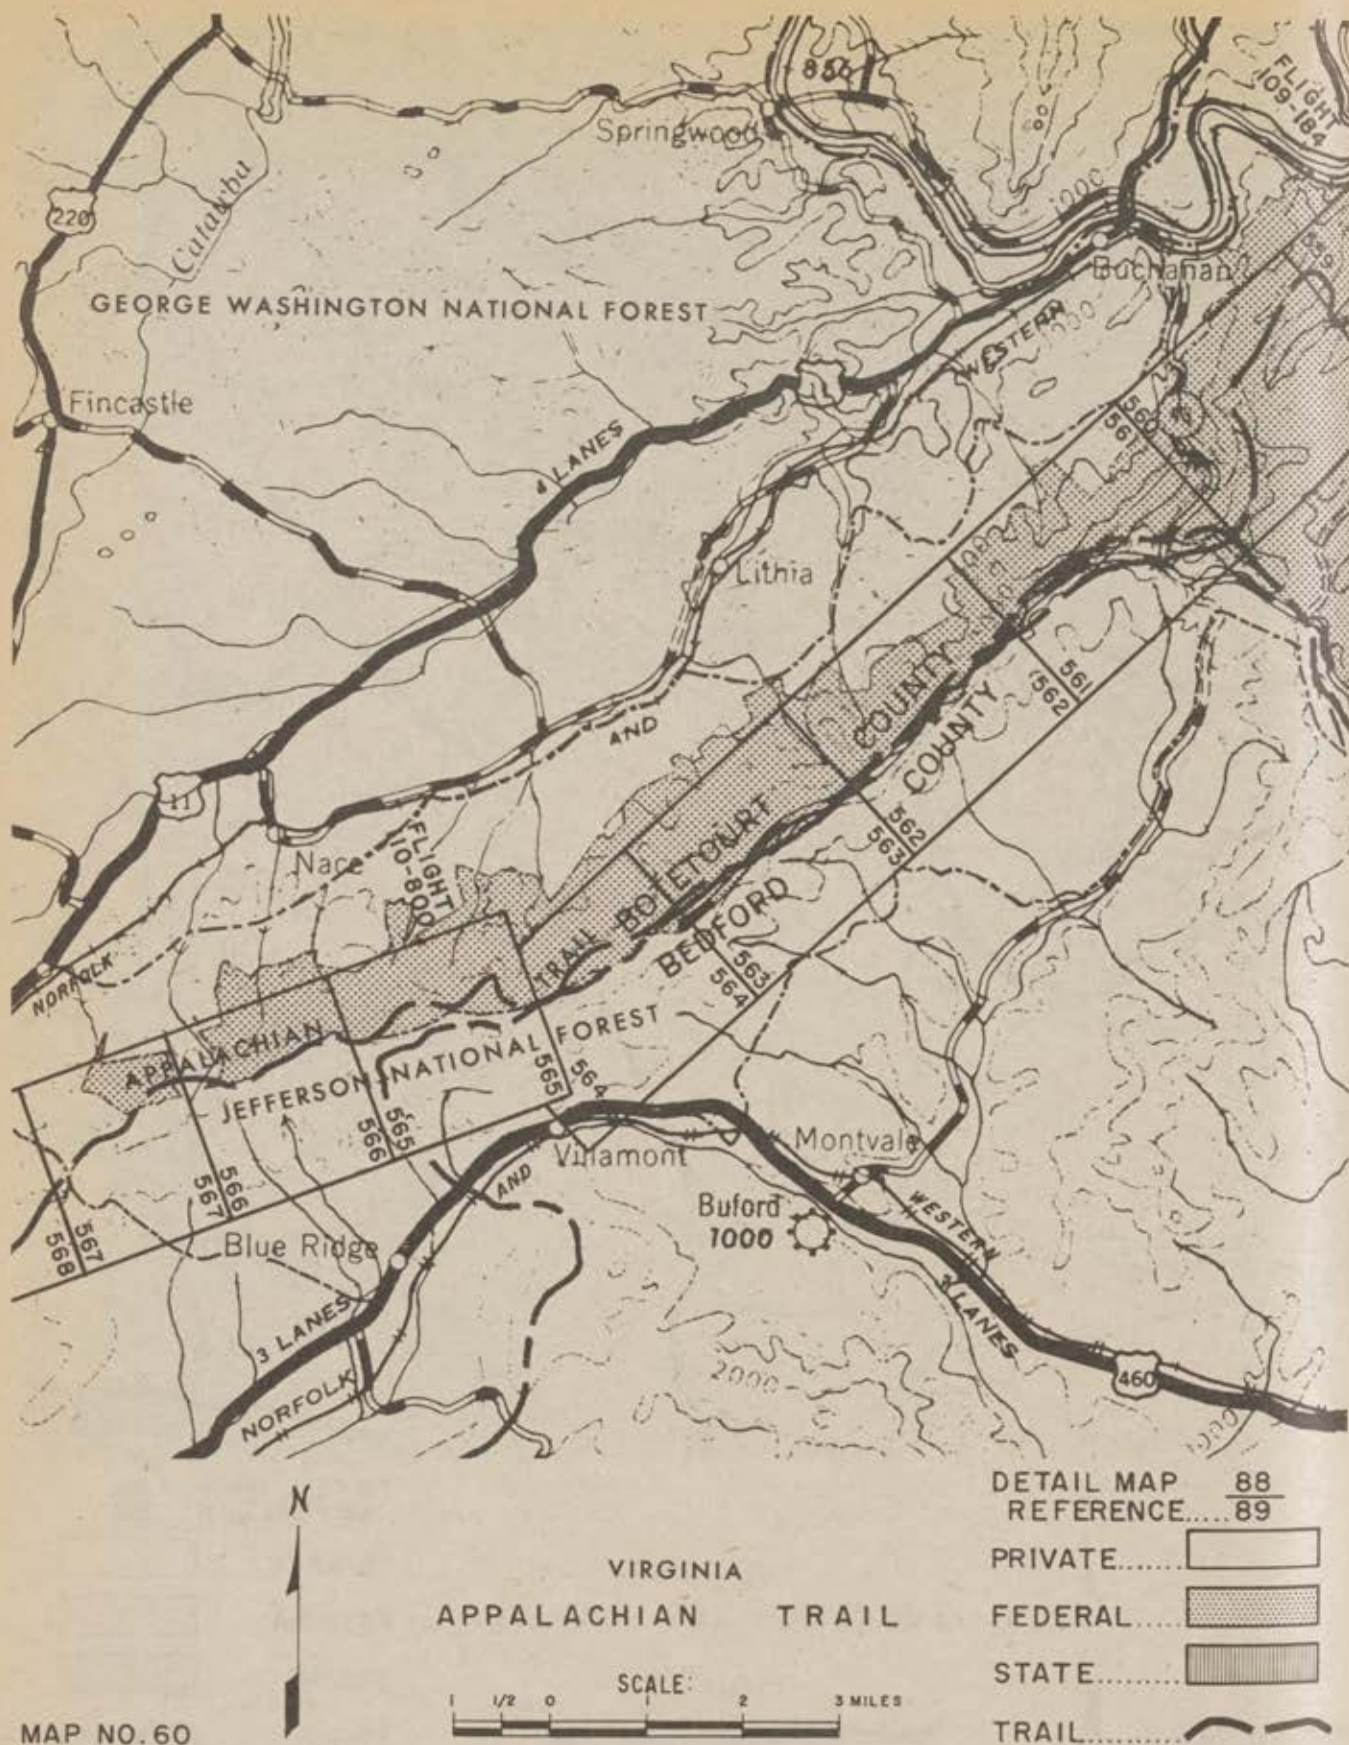 856
FLIGHT
109-184
Springwood
Catawba
220
1000
Buchanan
859
GEORGE WASHINGTON NATIONAL FOREST
WESTERN
Fincastle
11
560
561
4 LANES
Lithia
561
562
COUNTY
COUNTY
AND
11
562
563
Nace
FLIGHT
10-800
BOTETOURT
BEDFORD
TRAIL
563
564
NORFOLK
APPALACHIAN
JEFFERSON NATIONAL FOREST
564
565
565
566
566
567
567
568
Villamont
AND
Montvale
Buford
1000
WESTERN
Blue Ridge
3 LANES
3 LANES
NORFOLK
2000
460
1000
N
DETAIL MAP 88
REFERENCE.....89
PRIVATE.......
FEDERAL.....
STATE.........
TRAIL..........
VIRGINIA
APPALACHIAN TRAIL
SCALE:
1 1/2 0 1 2 3 MILES
MAP NO. 60